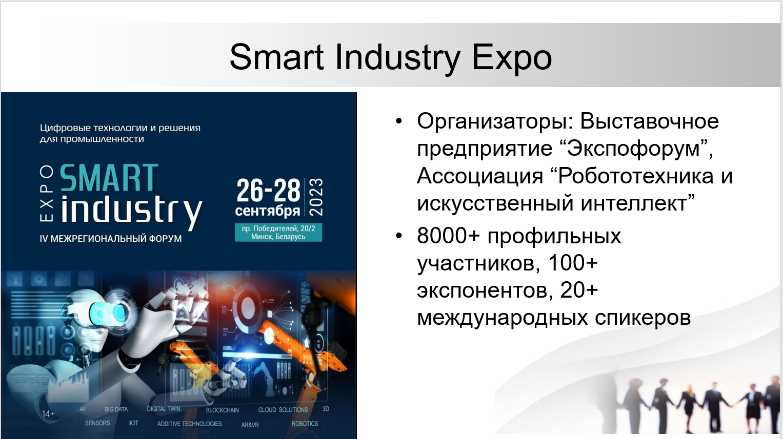 Smart Industry Expo
Цифровые технологии и решения
для промышленности
EXPO
SMART
industry
IV МЕЖРЕГИОНАЛЬНЫЙ ФОРУМ
26-28
сентября
2023
пр. Победителей, 20/2
Минск, Беларусь
14+
AI BIG DATA DIGITAL TWIN BLOCKCHAIN CLOUD SOLUTIONS 3D
SENSORS IIOT ADDITIVE TECHNOLOGIES AR&VR ROBOTICS
• Организаторы: Выставочное
предприятие “Экспофорум”,
Ассоциация “Робототехника и
искусственный интеллект”
• 8000+ профильных
участников, 100+
экспонентов, 20+
международных спикеров